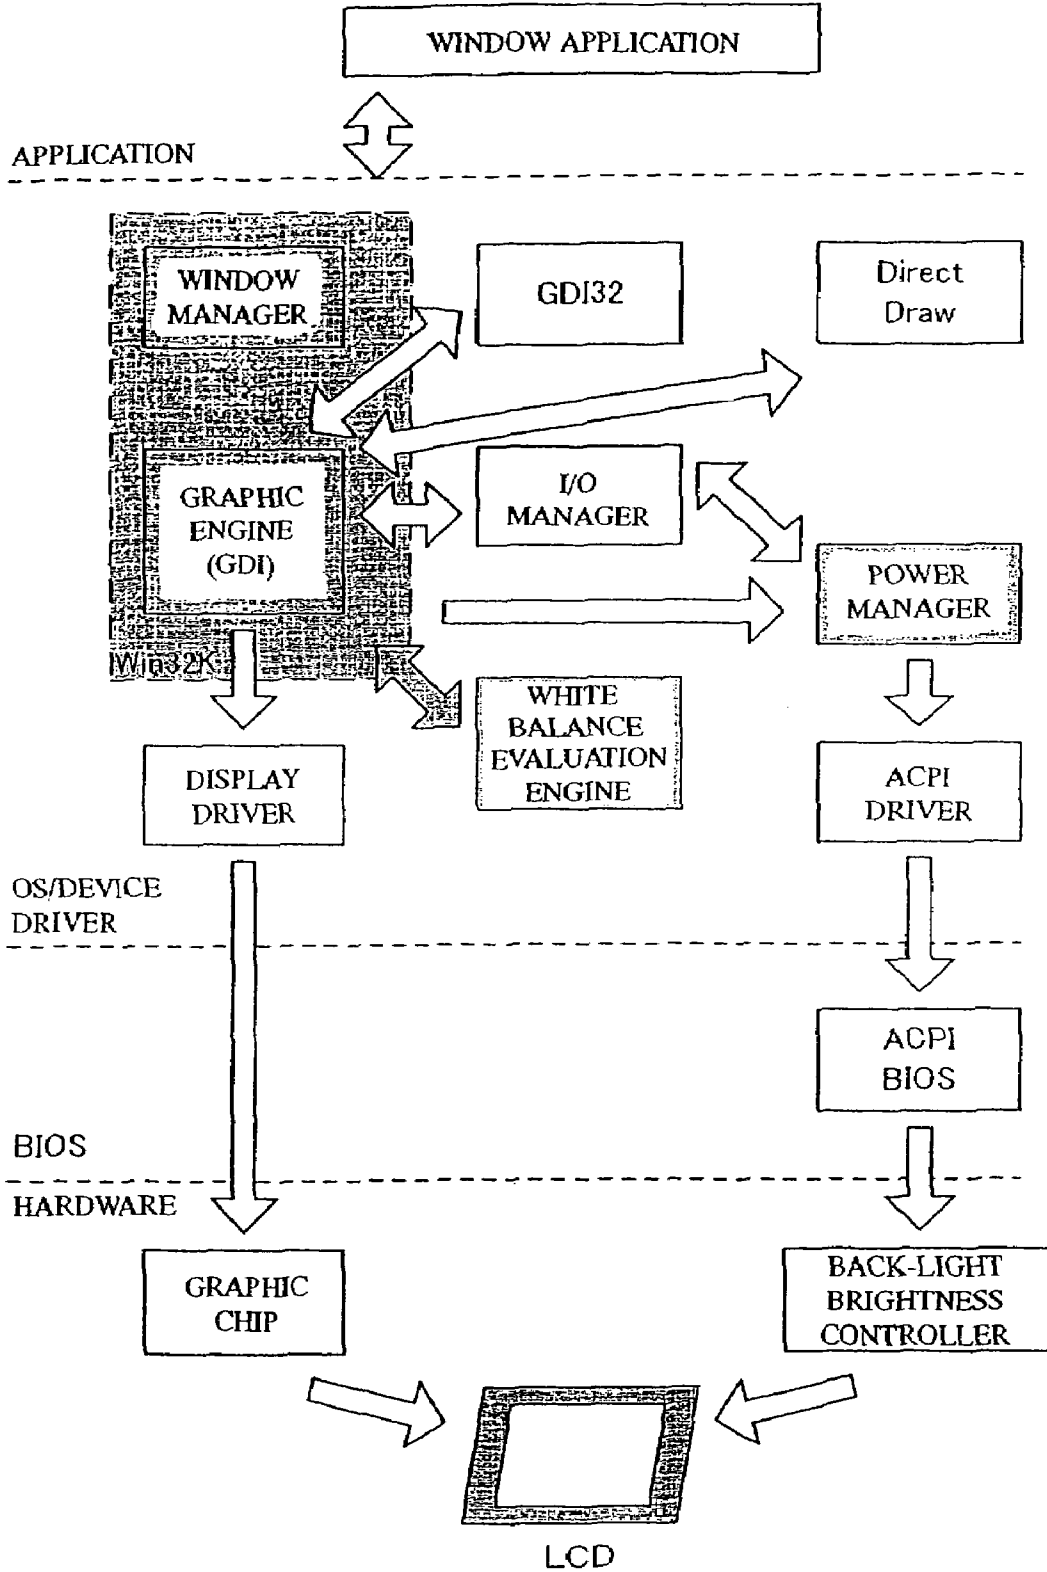 WINDOW APPLICATION
APPLICATION
WINDOW
MANAGER
GDI32
Direct
Draw
GRAPHIC
ENGINE
(GDI)
I/O
MANAGER
POWER
MANAGER
Win32K
WHITE
BALANCE
EVALUATION
ENGINE
DISPLAY
DRIVER
ACPI
DRIVER
OS/DEVICE
DRIVER
ACPI
BIOS
BIOS
HARDWARE
GRAPHIC
CHIP
BACK-LIGHT
BRIGHTNESS
CONTROLLER
LCD